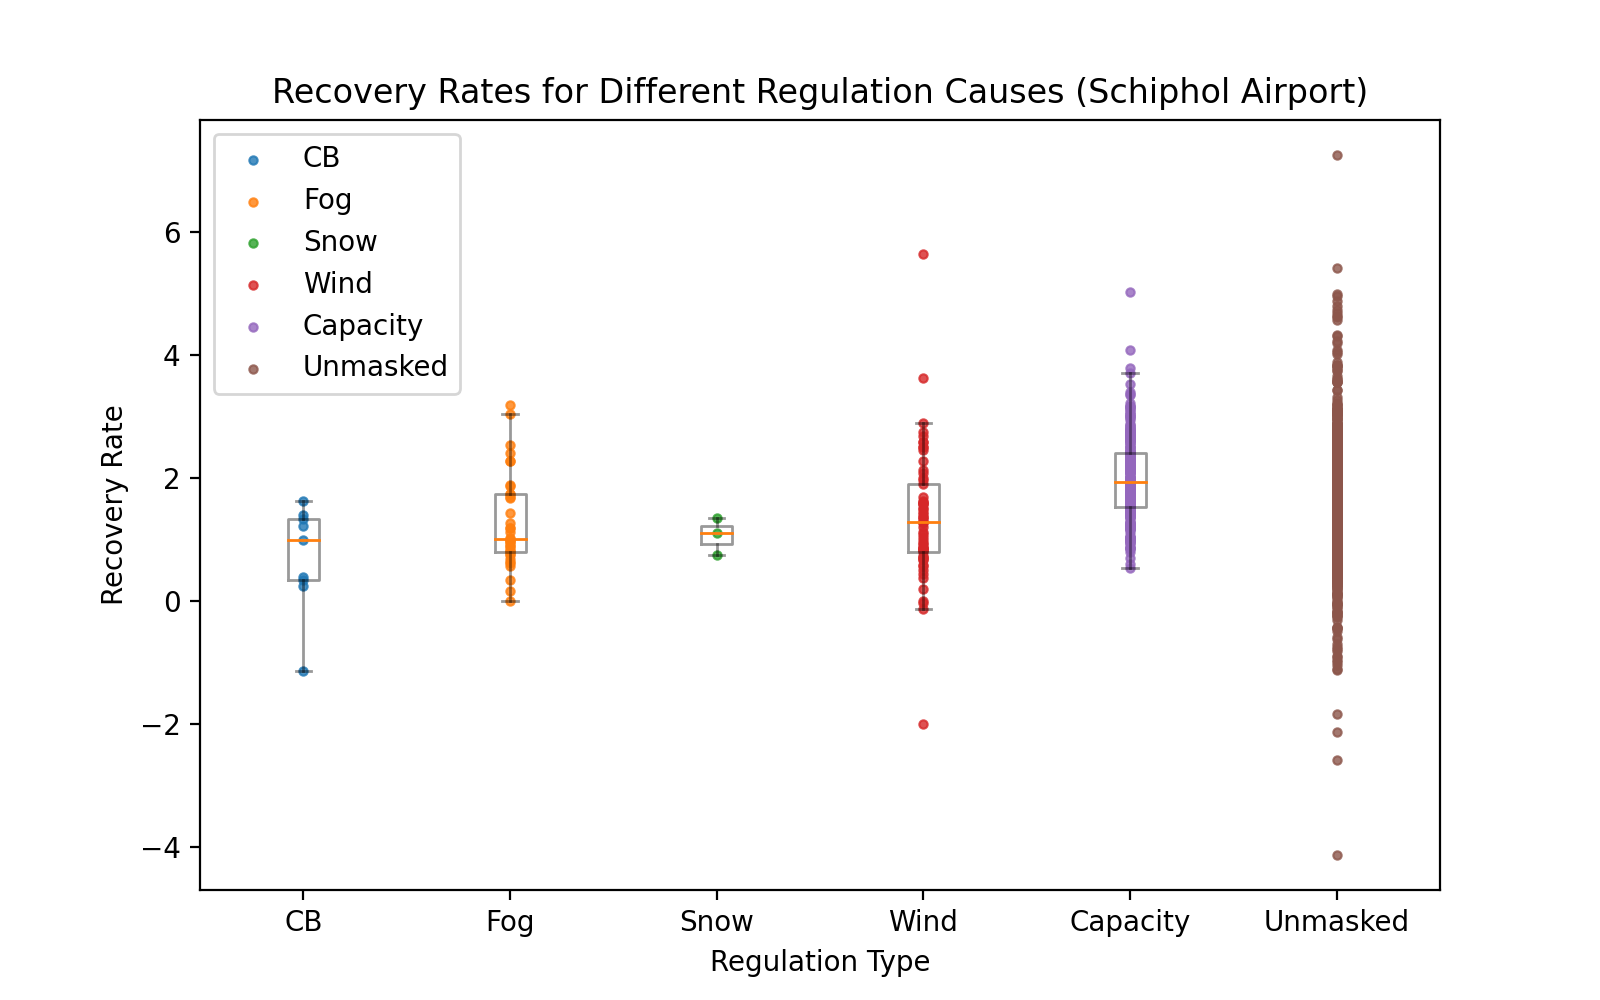 Recovery Rates for Different Regulation Causes (Schiphol Airport)
CB
Fog
Snow
Wind
Capacity
Unmasked
Recovery Rate
6
4
2
0
−2
−4
CB Fog Snow Wind Capacity Unmasked
Regulation Type